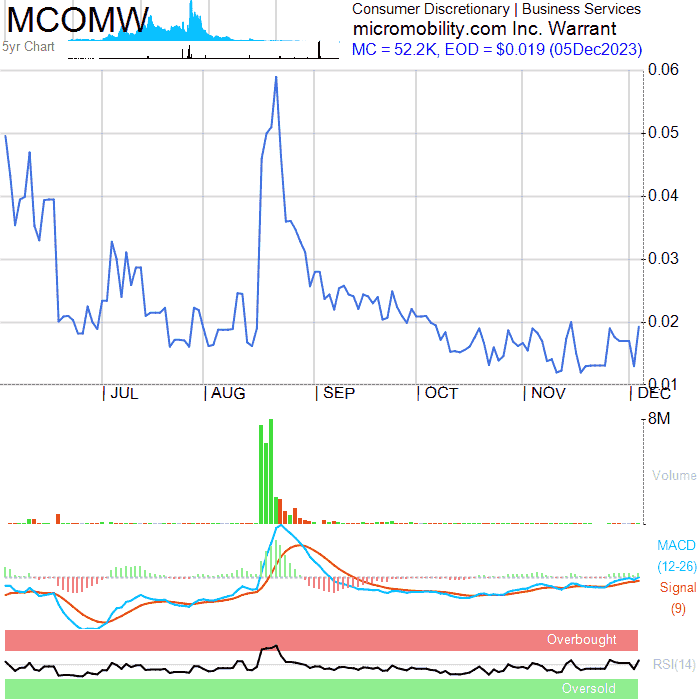 MCOMW
5yr Chart
Consumer Discretionary | Business Services
micromobility.com Inc. Warrant
MC = 52.2K, EOD = $0.019 (05Dec2023)
0.06
0.05
0.04
0.03
0.02
0.01
| JUL | AUG | SEP | OCT | NOV | DEC
8M
Volume
MACD
(12-26)
Signal
(9)
Overbought
RSI(14)
Oversold